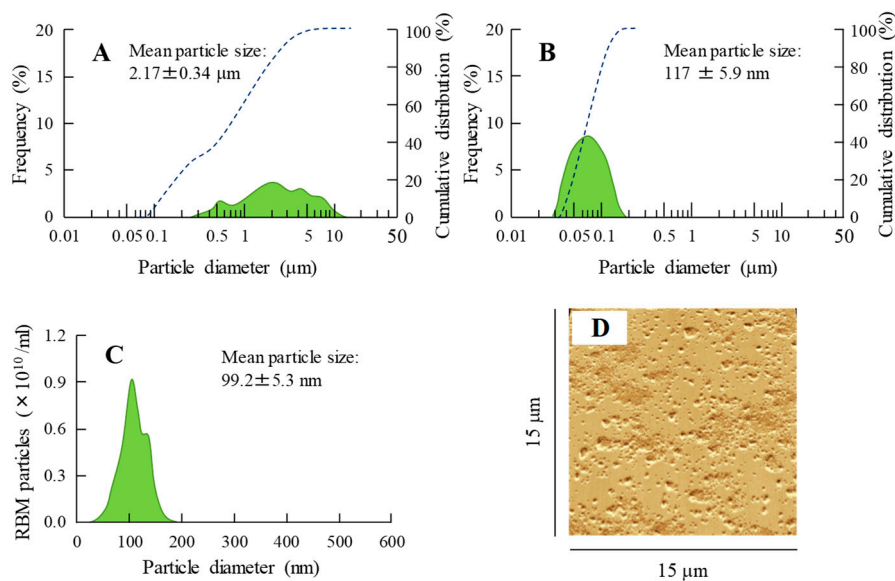 A
Mean particle size:
2.17±0.34 μm
Frequency (%)
20
15
10
5
0
Cumulative distribution (%)
100
80
60
40
20
0
0.01 0.05 0.1 0.5 1 5 10 50
Particle diameter (μm)
B
Mean particle size:
117 ± 5.9 nm
Frequency (%)
20
15
10
5
0
Cumulative distribution (%)
100
80
60
40
20
0
0.01 0.05 0.1 0.5 1 5 10 50
Particle diameter (μm)
C
Mean particle size:
99.2±5.3 nm
RBM particles (×10¹⁰/ml)
1.2
0.9
0.6
0.3
0.0
0 100 200 300 400 500 600
Particle diameter (nm)
D
15 μm
15 μm